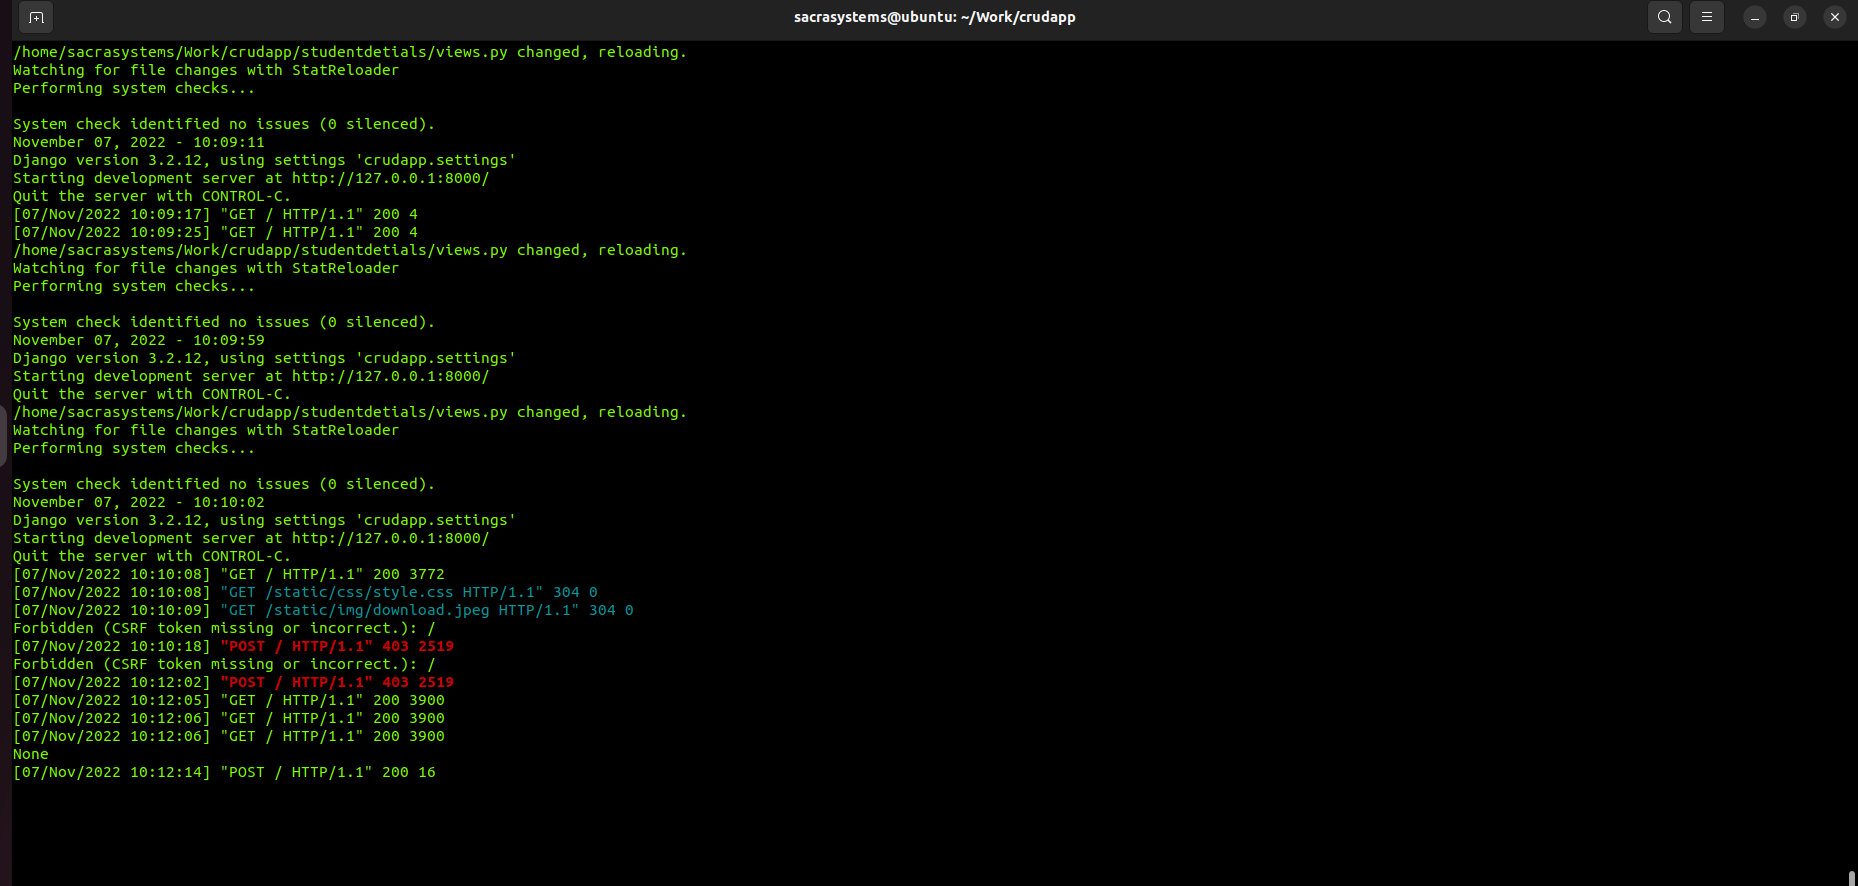 sacrasystems@ubuntu: ~/Work/crudapp
/home/sacrasystems/Work/crudapp/studentdetials/views.py changed, reloading.
Watching for file changes with StatReloader
Performing system checks...
System check identified no issues (0 silenced).
November 07, 2022 - 10:09:11
Django version 3.2.12, using settings 'crudapp.settings'
Starting development server at http://127.0.0.1:8000/
Quit the server with CONTROL-C.
[07/Nov/2022 10:09:17] "GET / HTTP/1.1" 200 4
[07/Nov/2022 10:09:25] "GET / HTTP/1.1" 200 4
/home/sacrasystems/Work/crudapp/studentdetials/views.py changed, reloading.
Watching for file changes with StatReloader
Performing system checks...
System check identified no issues (0 silenced).
November 07, 2022 - 10:09:59
Django version 3.2.12, using settings 'crudapp.settings'
Starting development server at http://127.0.0.1:8000/
Quit the server with CONTROL-C.
/home/sacrasystems/Work/crudapp/studentdetials/views.py changed, reloading.
Watching for file changes with StatReloader
Performing system checks...
System check identified no issues (0 silenced).
November 07, 2022 - 10:10:02
Django version 3.2.12, using settings 'crudapp.settings'
Starting development server at http://127.0.0.1:8000/
Quit the server with CONTROL-C.
[07/Nov/2022 10:10:08] "GET / HTTP/1.1" 200 3772
[07/Nov/2022 10:10:08] "GET /static/css/style.css HTTP/1.1" 304 0
[07/Nov/2022 10:10:09] "GET /static/img/download.jpeg HTTP/1.1" 304 0
Forbidden (CSRF token missing or incorrect.): /
[07/Nov/2022 10:10:18] "POST / HTTP/1.1" 403 2519
Forbidden (CSRF token missing or incorrect.): /
[07/Nov/2022 10:12:02] "POST / HTTP/1.1" 403 2519
[07/Nov/2022 10:12:05] "GET / HTTP/1.1" 200 3900
[07/Nov/2022 10:12:06] "GET / HTTP/1.1" 200 3900
[07/Nov/2022 10:12:06] "GET / HTTP/1.1" 200 3900
None
[07/Nov/2022 10:12:14] "POST / HTTP/1.1" 200 16